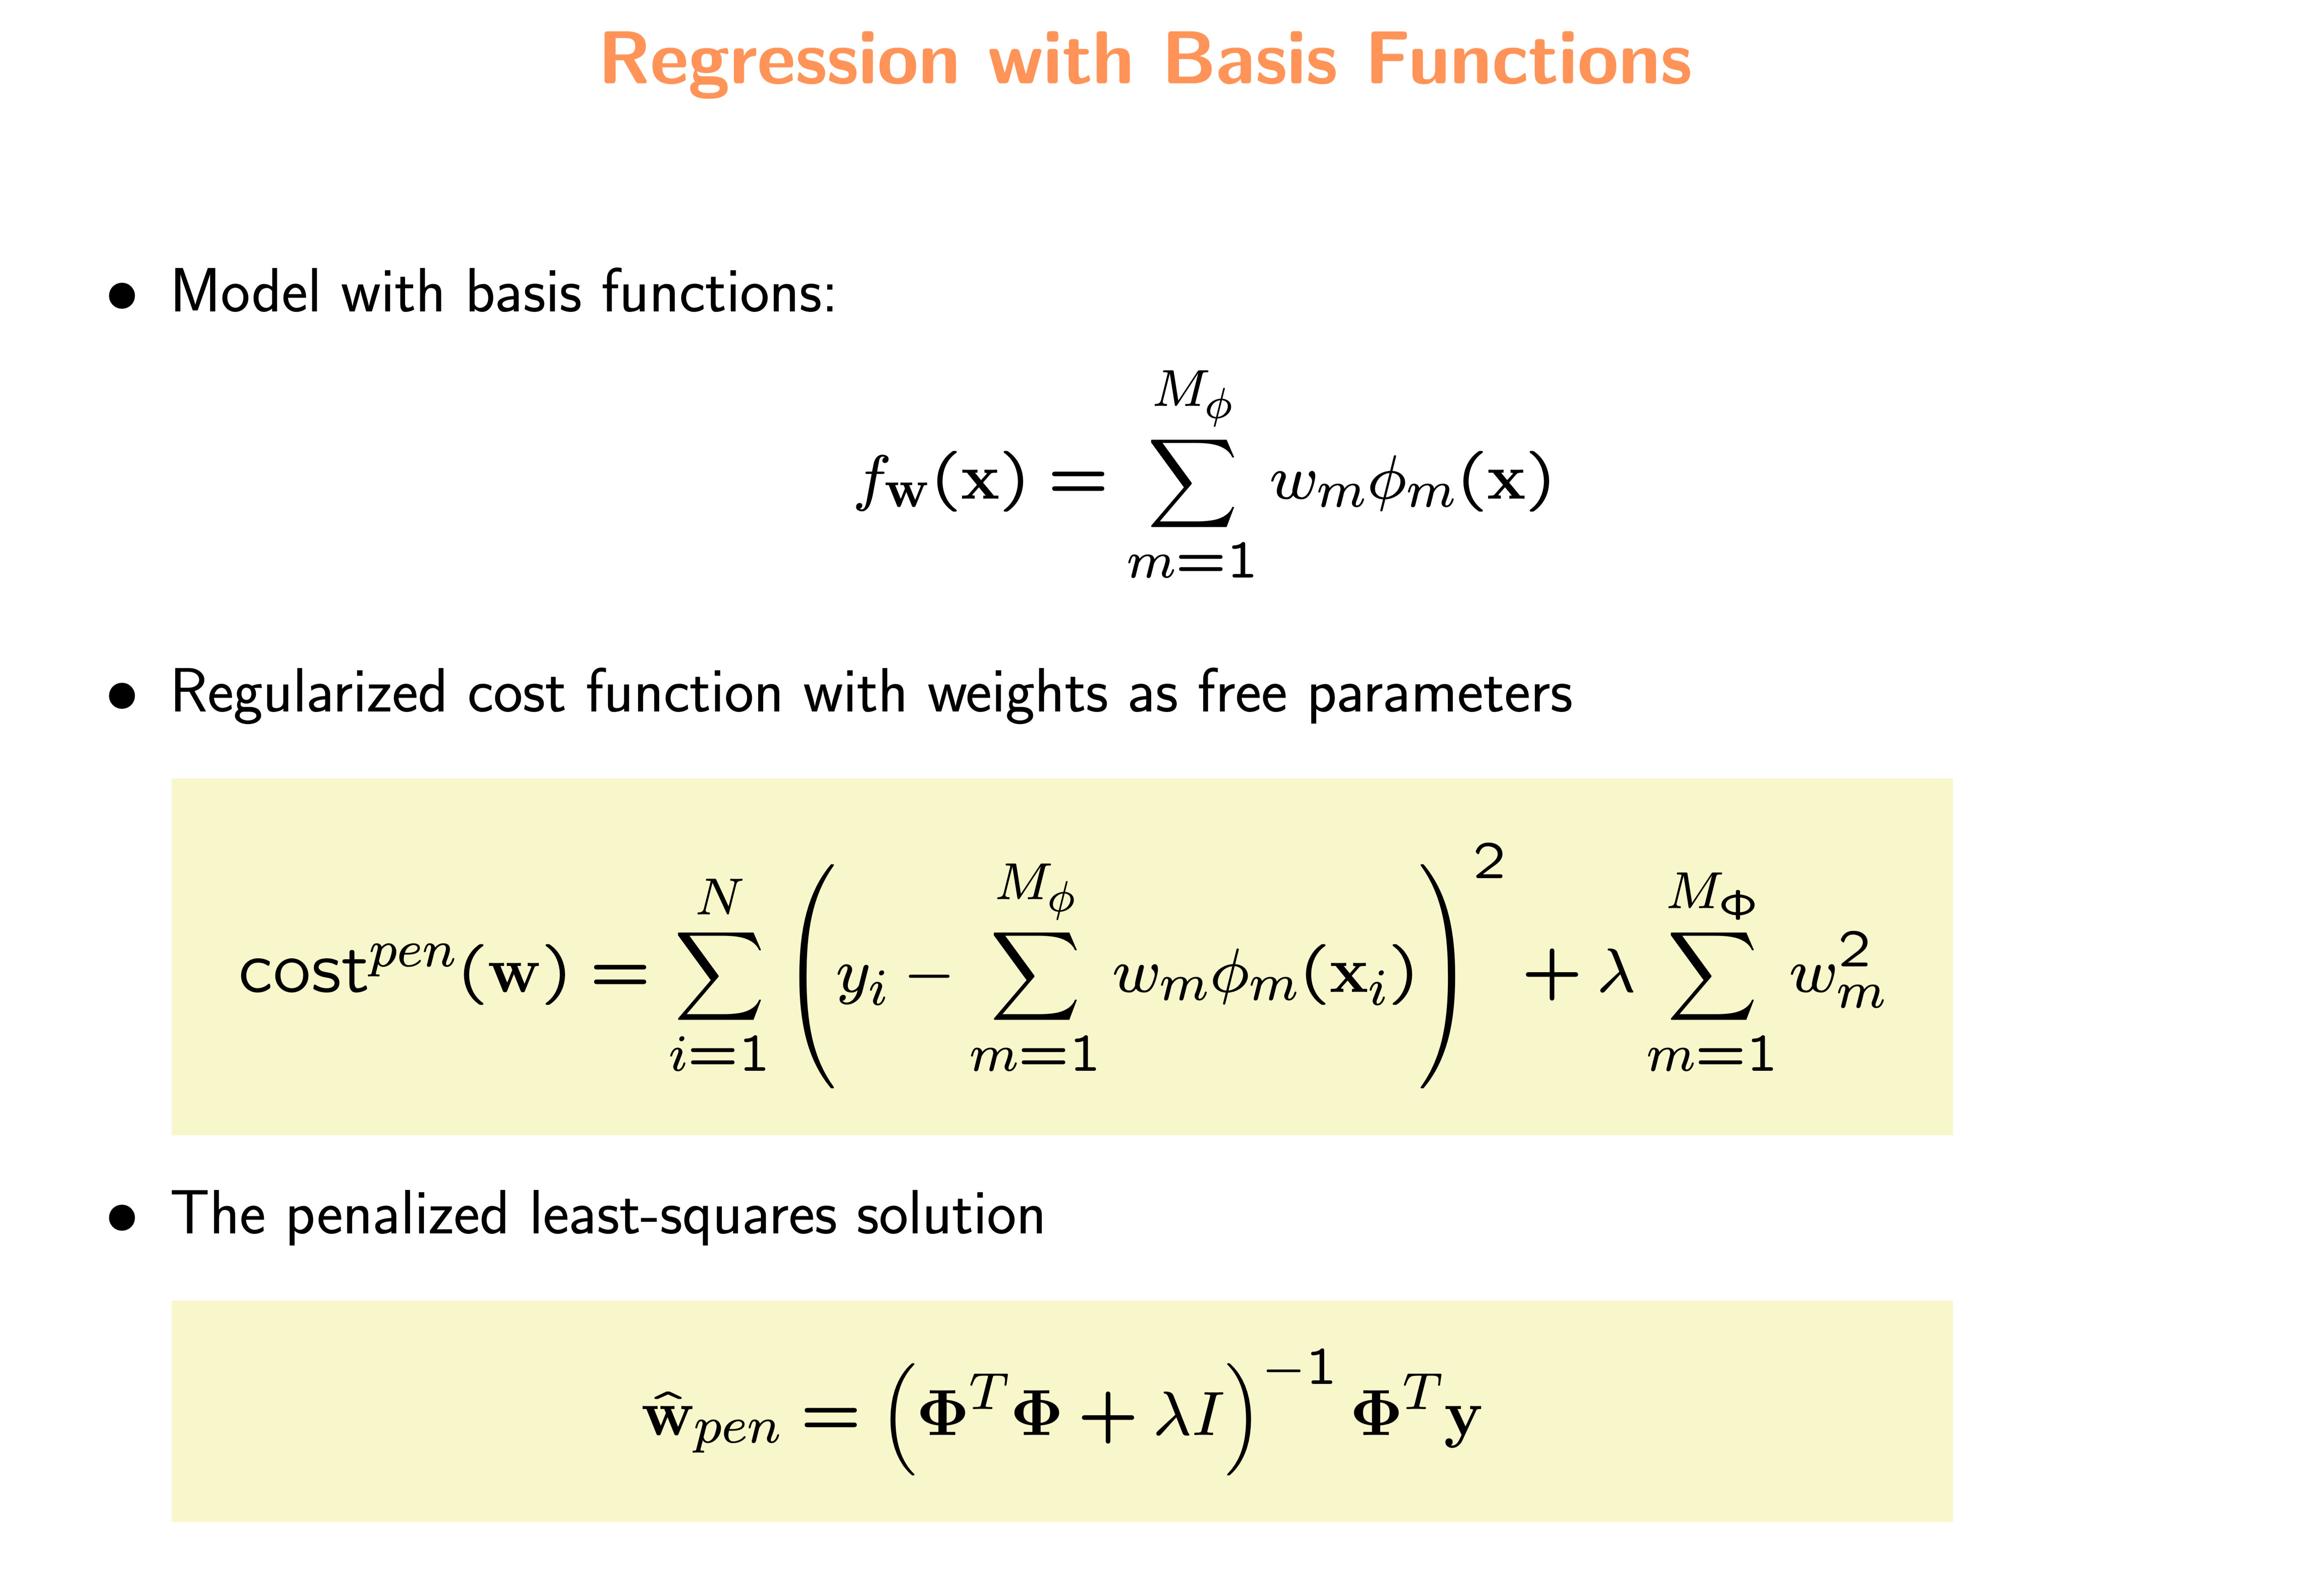 Regression with Basis Functions
• Model with basis functions:
$f_{\mathbf{w}}(\mathbf{x}) = \sum_{m=1}^{M_\phi} w_m \phi_m(\mathbf{x})$
• Regularized cost function with weights as free parameters
$\text{cost}^{pen}(\mathbf{w}) = \sum_{i=1}^{N} \left( y_i - \sum_{m=1}^{M_\phi} w_m \phi_m(\mathbf{x}_i) \right)^2 + \lambda \sum_{m=1}^{M_\Phi} w_m^2$
• The penalized least-squares solution
$\widehat{\mathbf{w}}_{pen} = \left( \mathbf{\Phi}^T \mathbf{\Phi} + \lambda I \right)^{-1} \mathbf{\Phi}^T \mathbf{y}$